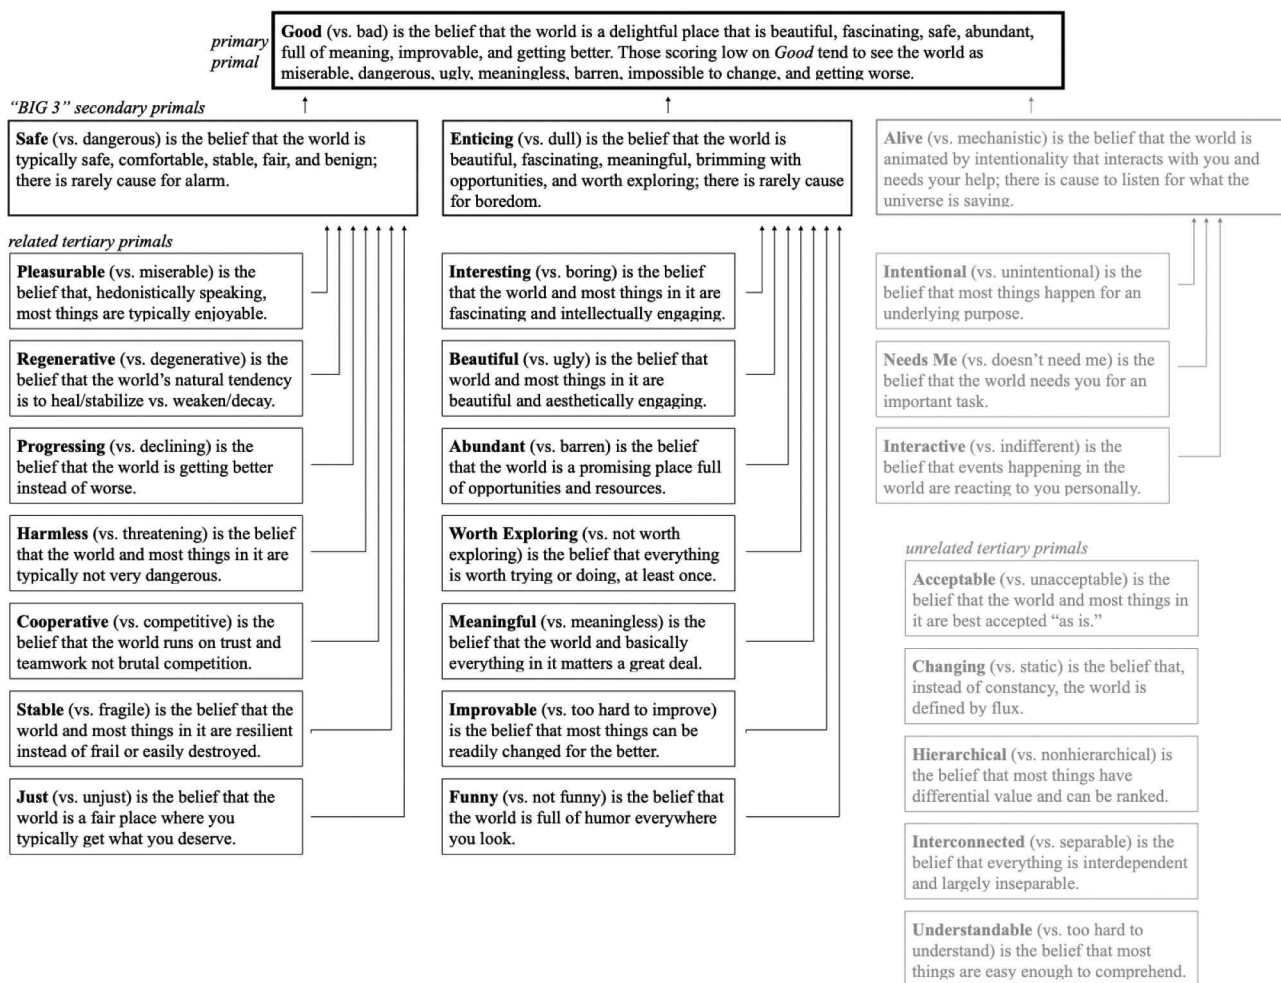 primary
primal
Good (vs. bad) is the belief that the world is a delightful place that is beautiful, fascinating, safe, abundant,
full of meaning, improvable, and getting better. Those scoring low on Good tend to see the world as
miserable, dangerous, ugly, meaningless, barren, impossible to change, and getting worse.
"BIG 3" secondary primals
Safe (vs. dangerous) is the belief that the world is
typically safe, comfortable, stable, fair, and benign;
there is rarely cause for alarm.
related tertiary primals
Pleasurable (vs. miserable) is the
belief that, hedonistically speaking,
most things are typically enjoyable.
Regenerative (vs. degenerative) is the
belief that the world's natural tendency
is to heal/stabilize vs. weaken/decay.
Progressing (vs. declining) is the
belief that the world is getting better
instead of worse.
Harmless (vs. threatening) is the belief
that the world and most things in it are
typically not very dangerous.
Cooperative (vs. competitive) is the
belief that the world runs on trust and
teamwork not brutal competition.
Stable (vs. fragile) is the belief that the
world and most things in it are resilient
instead of frail or easily destroyed.
Just (vs. unjust) is the belief that the
world is a fair place where you
typically get what you deserve.
Enticing (vs. dull) is the belief that the world is
beautiful, fascinating, meaningful, brimming with
opportunities, and worth exploring; there is rarely cause
for boredom.
Interesting (vs. boring) is the belief
that the world and most things in it are
fascinating and intellectually engaging.
Beautiful (vs. ugly) is the belief that
world and most things in it are
beautiful and aesthetically engaging.
Abundant (vs. barren) is the belief
that the world is a promising place full
of opportunities and resources.
Worth Exploring (vs. not worth
exploring) is the belief that everything
is worth trying or doing, at least once.
Meaningful (vs. meaningless) is the
belief that the world and basically
everything in it matters a great deal.
Improvable (vs. too hard to improve)
is the belief that most things can be
readily changed for the better.
Funny (vs. not funny) is the belief that
the world is full of humor everywhere
you look.
Alive (vs. mechanistic) is the belief that the world is
animated by intentionality that interacts with you and
needs your help; there is cause to listen for what the
universe is saying.
Intentional (vs. unintentional) is the
belief that most things happen for an
underlying purpose.
Needs Me (vs. doesn't need me) is the
belief that the world needs you for an
important task.
Interactive (vs. indifferent) is the
belief that events happening in the
world are reacting to you personally.
unrelated tertiary primals
Acceptable (vs. unacceptable) is the
belief that the world and most things in
it are best accepted "as is."
Changing (vs. static) is the belief that,
instead of constancy, the world is
defined by flux.
Hierarchical (vs. nonhierarchical) is
the belief that most things have
differential value and can be ranked.
Interconnected (vs. separable) is the
belief that everything is interdependent
and largely inseparable.
Understandable (vs. too hard to
understand) is the belief that most
things are easy enough to comprehend.